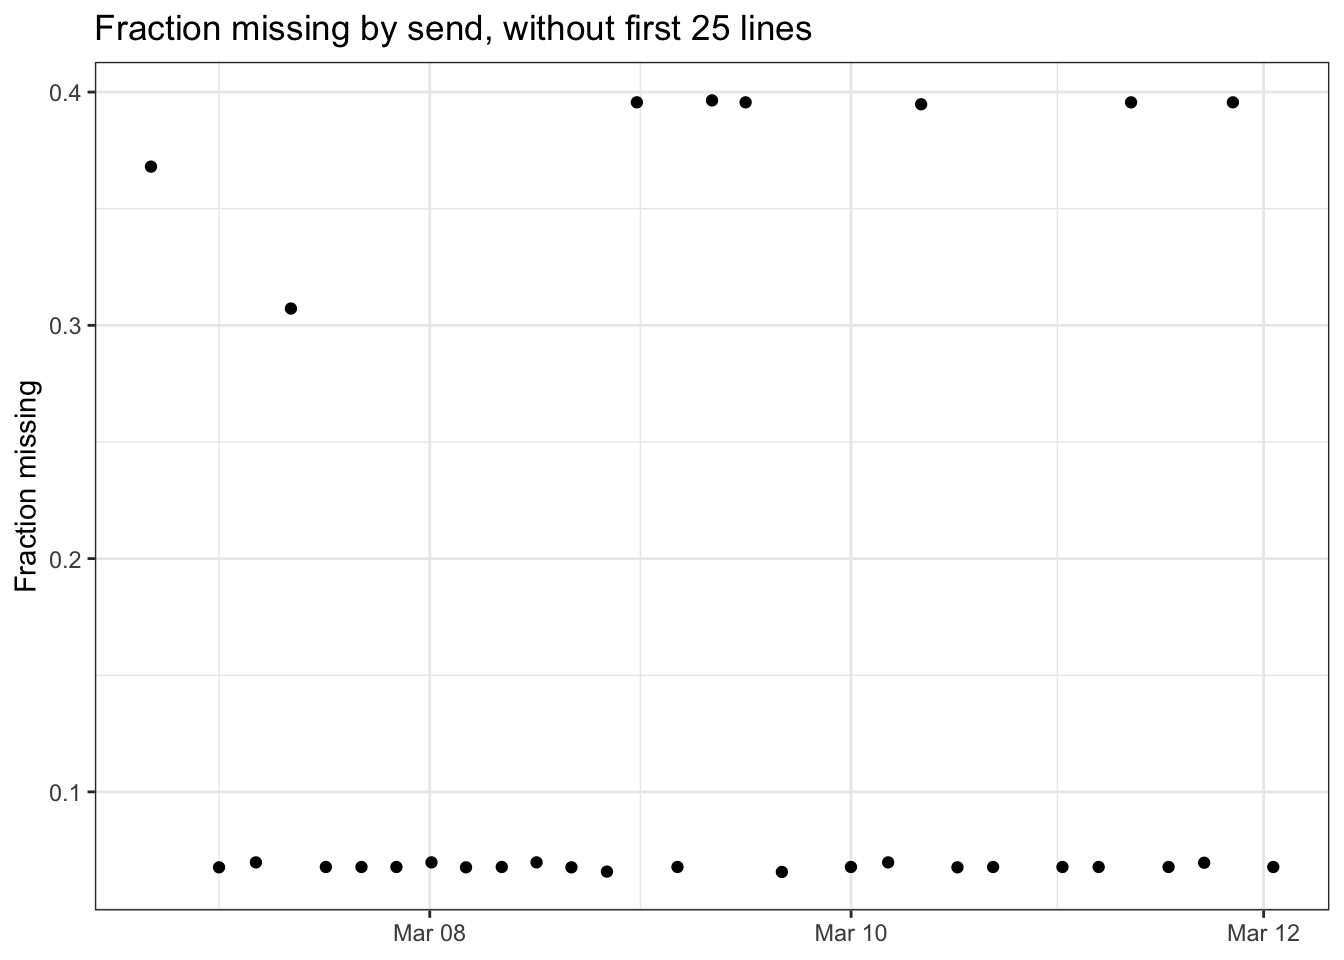 Fraction missing by send, without first 25 lines
Fraction missing
0.4
0.3
0.2
0.1
Mar 08
Mar 10
Mar 12